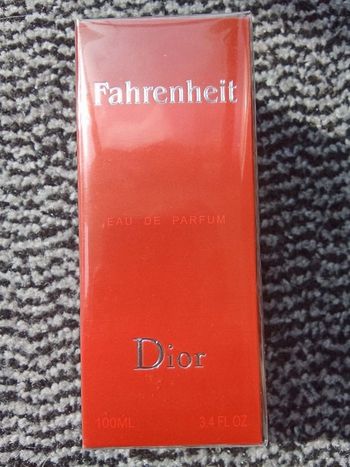 Fahrenheit
EAU DE PARFUM
Dior
100ML 3.4 FL OZ